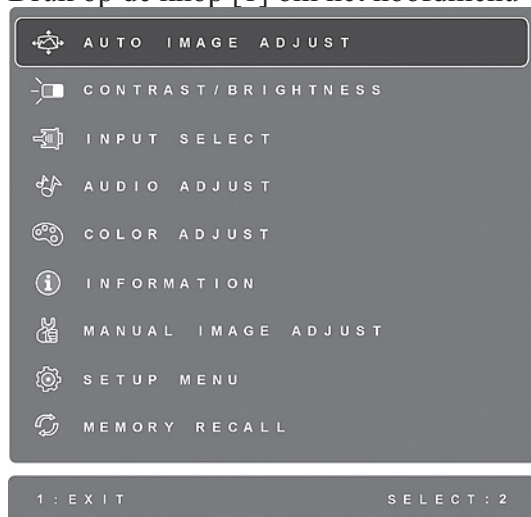 Druk op de knop [1] om het hoofdmenu
AUTO IMAGE ADJUST
CONTRAST/BRIGHTNESS
INPUT SELECT
AUDIO ADJUST
COLOR ADJUST
INFORMATION
MANUAL IMAGE ADJUST
SETUP MENU
MEMORY RECALL
1:EXIT SELECT:2